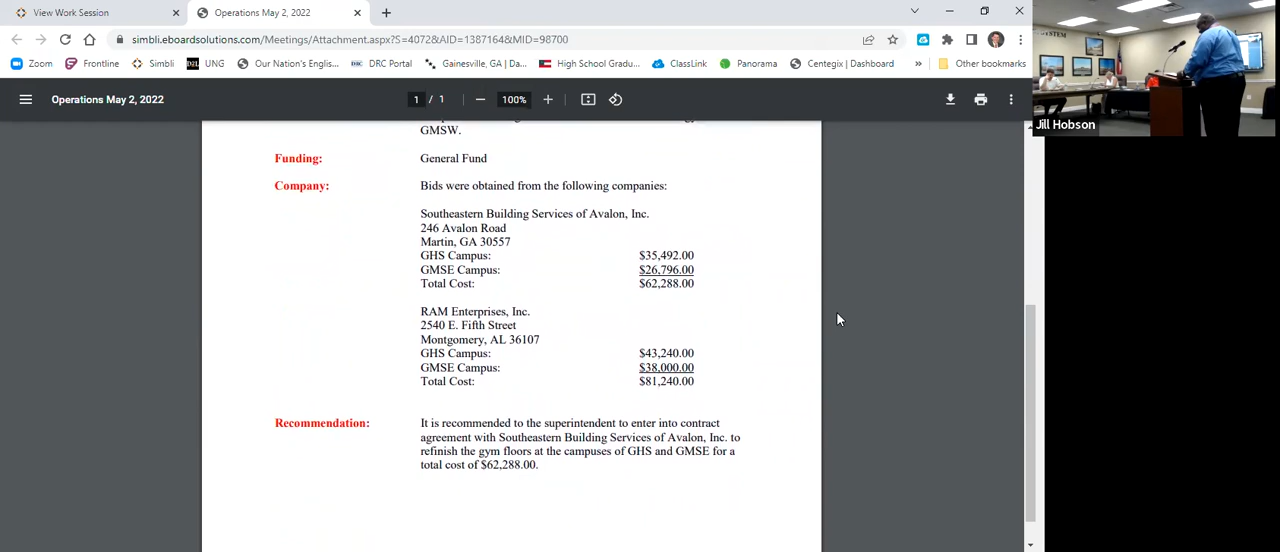 View Work Session
Operations May 2, 2022
simbli.eboardsolutions.com/Meetings/Attachment.aspx?S=4072&AID=1387164&MID=98700
Zoom Frontline Simbli UNG Our Nation's Englis... DRC Portal Gainesville, GA | Da... High School Gradu... ClassLink Panorama Centegix | Dashboard » Other bookmarks
Operations May 2, 2022 1 / 1 100%
GMSW.
Funding: General Fund
Company: Bids were obtained from the following companies:
Southeastern Building Services of Avalon, Inc.
246 Avalon Road
Martin, GA 30557
GHS Campus: $35,492.00
GMSE Campus: $26,796.00
Total Cost: $62,288.00
RAM Enterprises, Inc.
2540 E. Fifth Street
Montgomery, AL 36107
GHS Campus: $43,240.00
GMSE Campus: $38,000.00
Total Cost: $81,240.00
Recommendation: It is recommended to the superintendent to enter into contract
agreement with Southeastern Building Services of Avalon, Inc. to
refinish the gym floors at the campuses of GHS and GMSE for a
total cost of $62,288.00.
SYSTEM
Jill Hobson